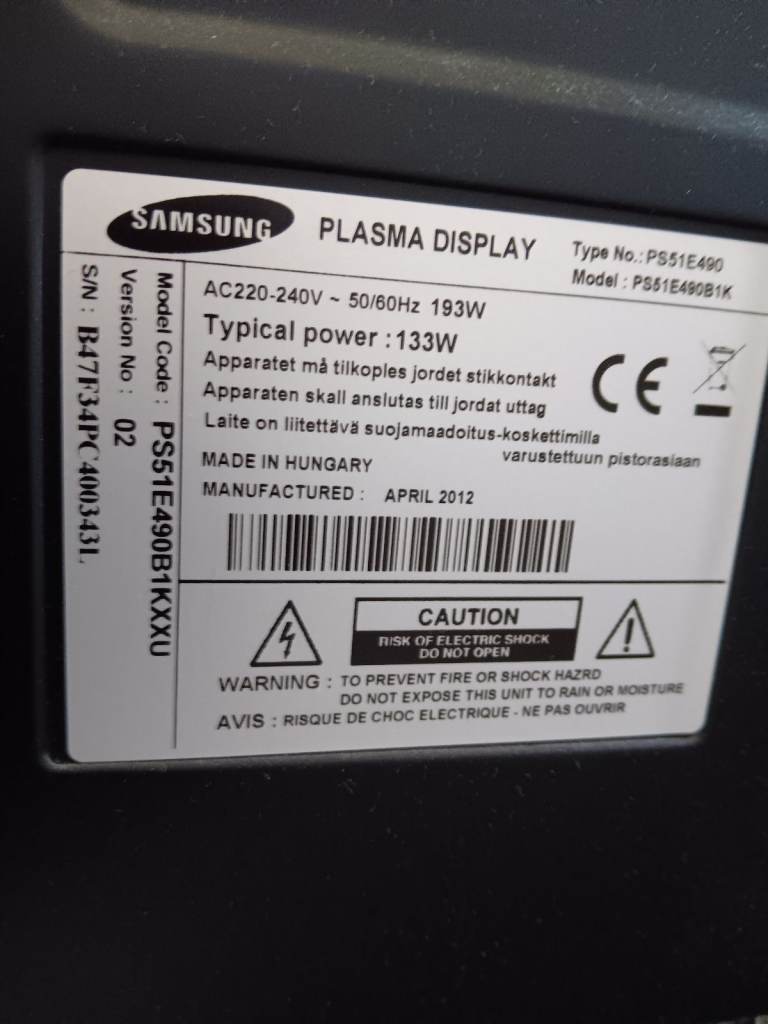 SAMSUNG PLASMA DISPLAY
Type No.: PS51E490
Model : PS51E490B1K
AC220-240V ~ 50/60Hz 193W
Typical power : 133W
Apparatet må tilkoples jordet stikkontakt
Apparaten skall anslutas till jordat uttag
Laite on liitettävä suojamaadoitus-koskettimilla
varustettuun pistorasiaan
MADE IN HUNGARY
MANUFACTURED : APRIL 2012
CE
CAUTION
RISK OF ELECTRIC SHOCK
DO NOT OPEN
WARNING : TO PREVENT FIRE OR SHOCK HAZRD
DO NOT EXPOSE THIS UNIT TO RAIN OR MOISTURE
AVIS : RISQUE DE CHOC ELECTRIQUE - NE PAS OUVRIR
Model Code : PS51E490B1KXXU
Version No : 02
S/N : B47F34PC400343L